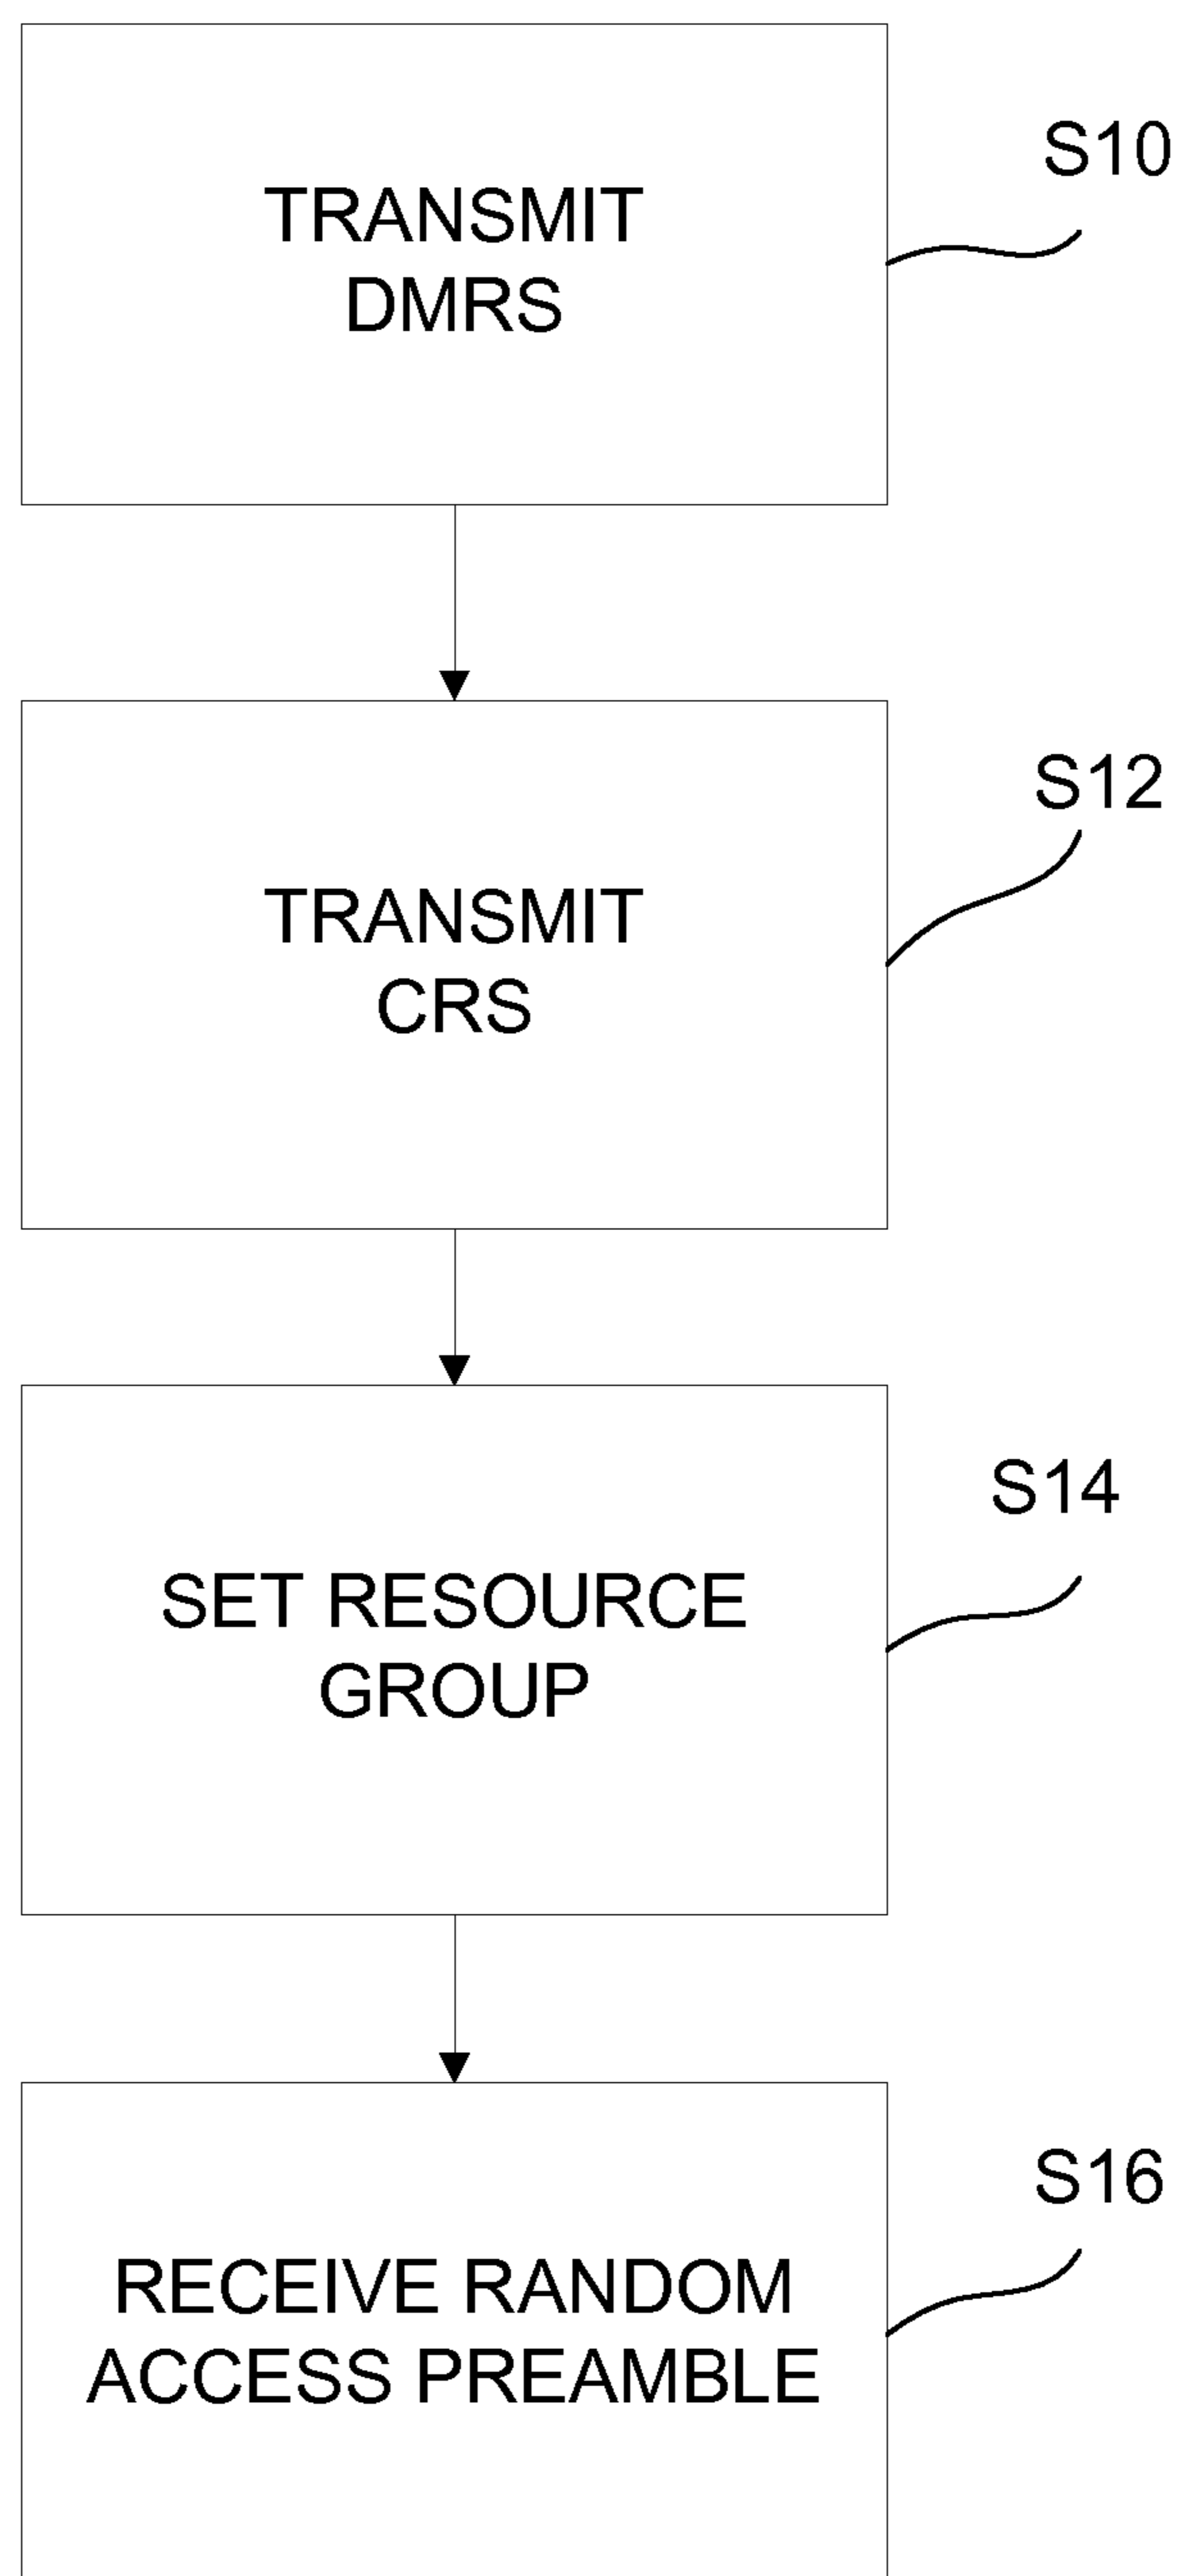 TRANSMIT
DMRS
S10
TRANSMIT
CRS
S12
SET RESOURCE
GROUP
S14
RECEIVE RANDOM
ACCESS PREAMBLE
S16